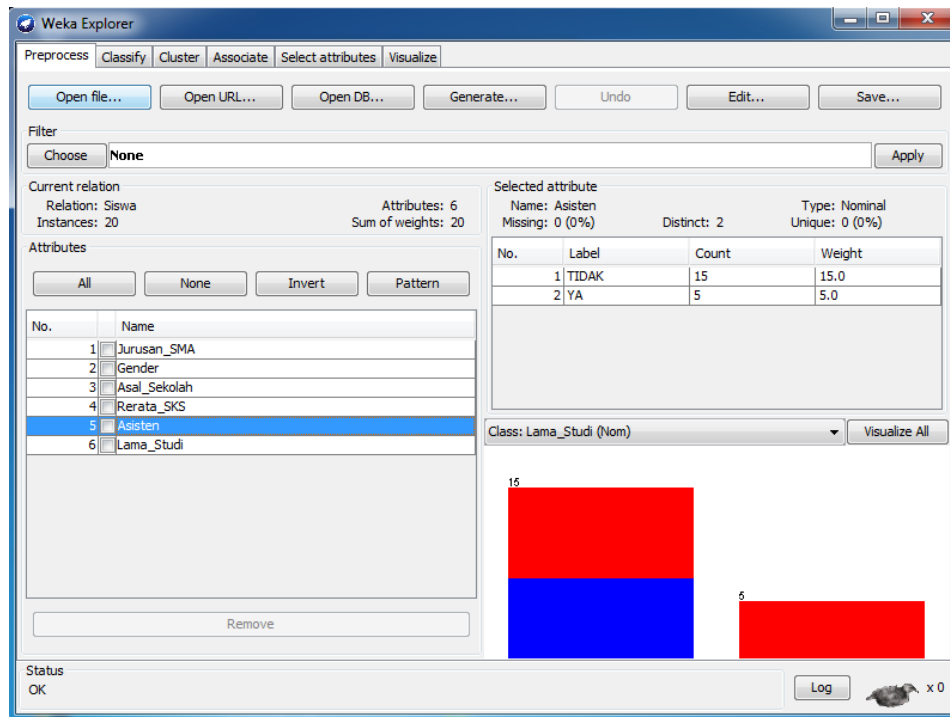 Weka Explorer
Preprocess Classify Cluster Associate Select attributes Visualize
Open file... Open URL... Open DB... Generate... Undo Edit... Save...
Filter
Choose None Apply
Current relation
Relation: Siswa Attributes: 6
Instances: 20 Sum of weights: 20
Attributes
All None Invert Pattern
No. Name
1 Jurusan_SMA
2 Gender
3 Asal_Sekolah
4 Rerata_SKS
5 Asisten
6 Lama_Studi
Remove
Selected attribute
Name: Asisten Type: Nominal
Missing: 0 (0%) Distinct: 2 Unique: 0 (0%)
No. Label Count Weight
1 TIDAK 15 15.0
2 YA 5 5.0
Class: Lama_Studi (Nom) Visualize All
15
5
Status
OK
Log x 0